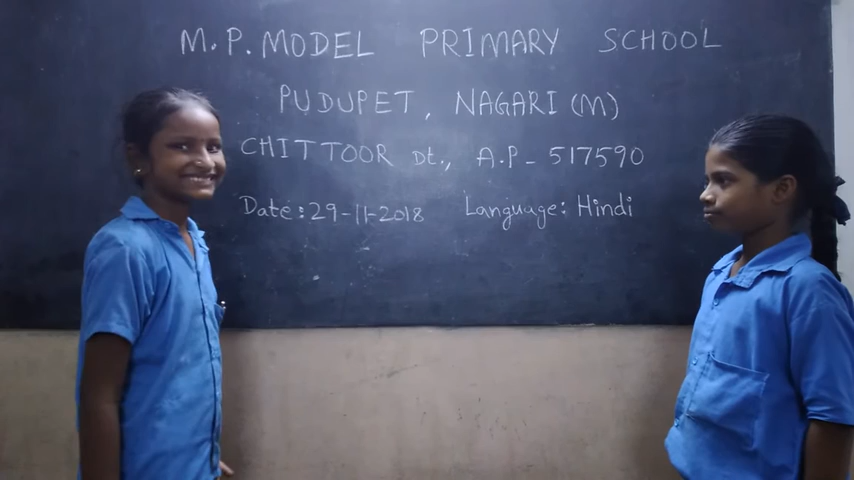 M.P.MODEL PRIMARY SCHOOL
PUDUPET, NAGARI (M)
CHITTOOR Dt., A.P - 517590
Date: 29-11-2018 Language: Hindi